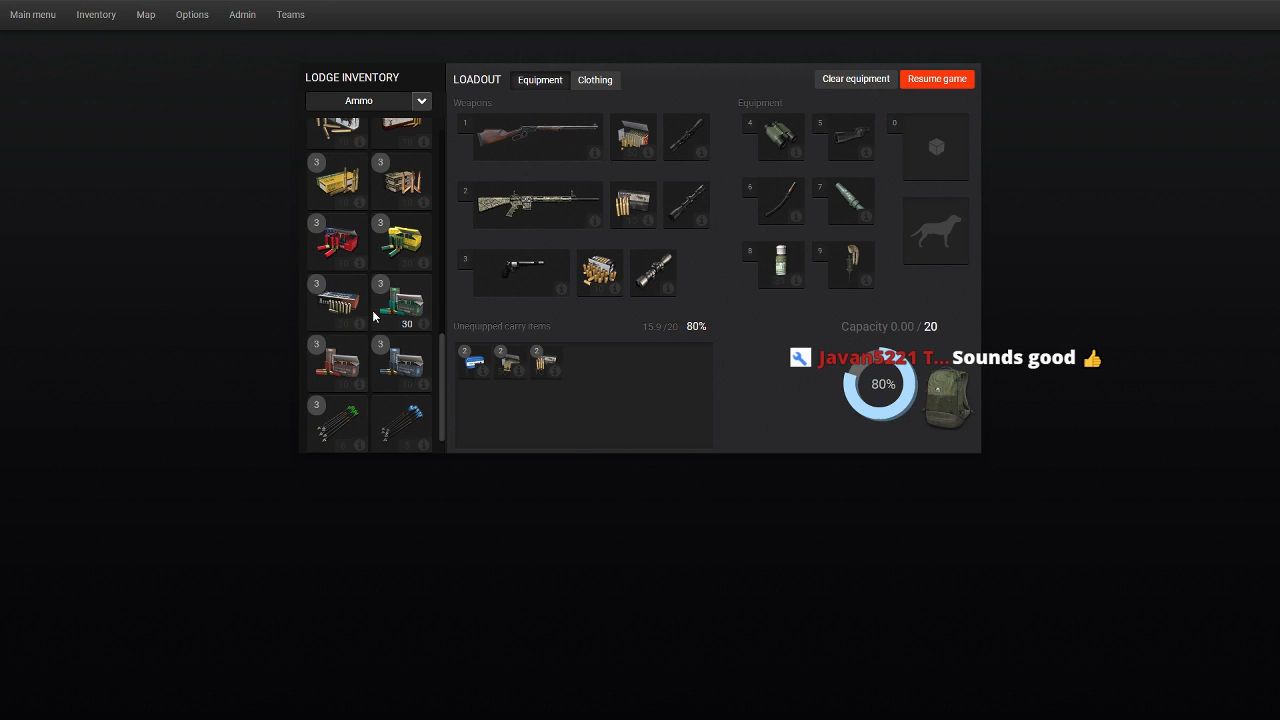 Main menu Inventory Map Options Admin Teams
LODGE INVENTORY
Ammo
3 3
3 3
3 3
30
3 3
3
LOADOUT Equipment Clothing Clear equipment Resume game
Weapons Equipment
1 4 5 0
2 6 7
3 8 9
Unequipped carry items 15.9/20 80%
2 2 2
Capacity 0.00 / 20
Javan5221 T... Sounds good 👍
80%